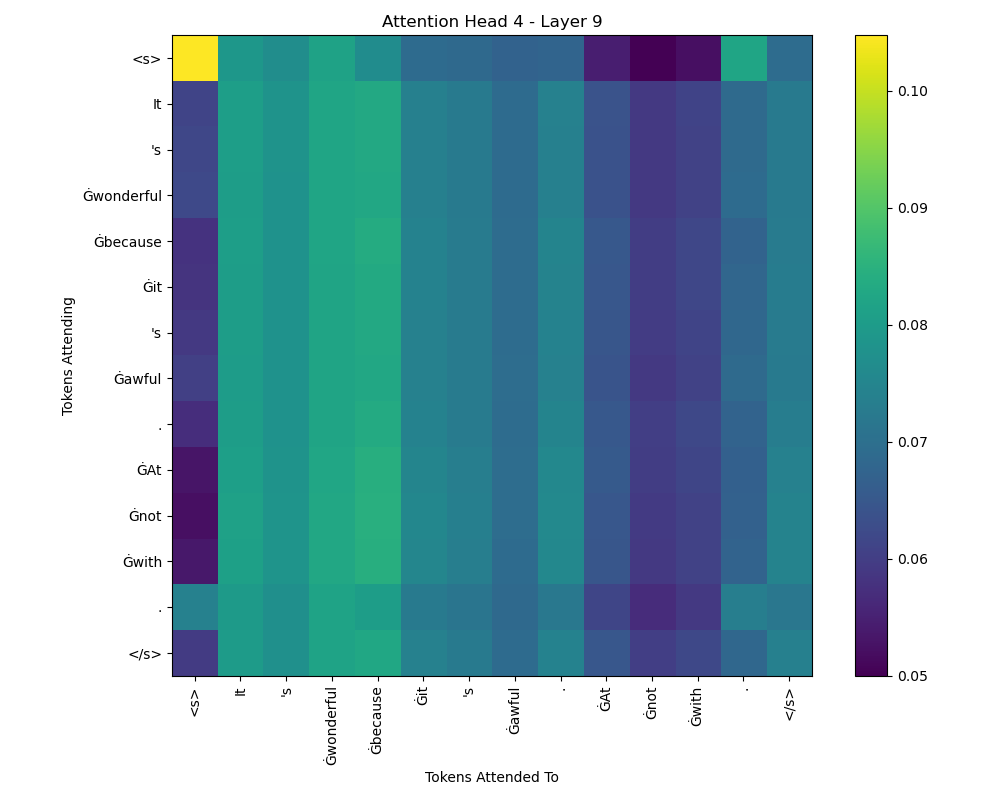 Attention Head 4 - Layer 9
<s>
It
's
Ġwonderful
Ġbecause
Ġit
's
Ġawful
.
ĠAt
Ġnot
Ġwith
.
</s>
Tokens Attending
<s>
It
's
Ġwonderful
Ġbecause
Ġit
's
Ġawful
.
ĠAt
Ġnot
Ġwith
.
</s>
Tokens Attended To
0.10
0.09
0.08
0.07
0.06
0.05